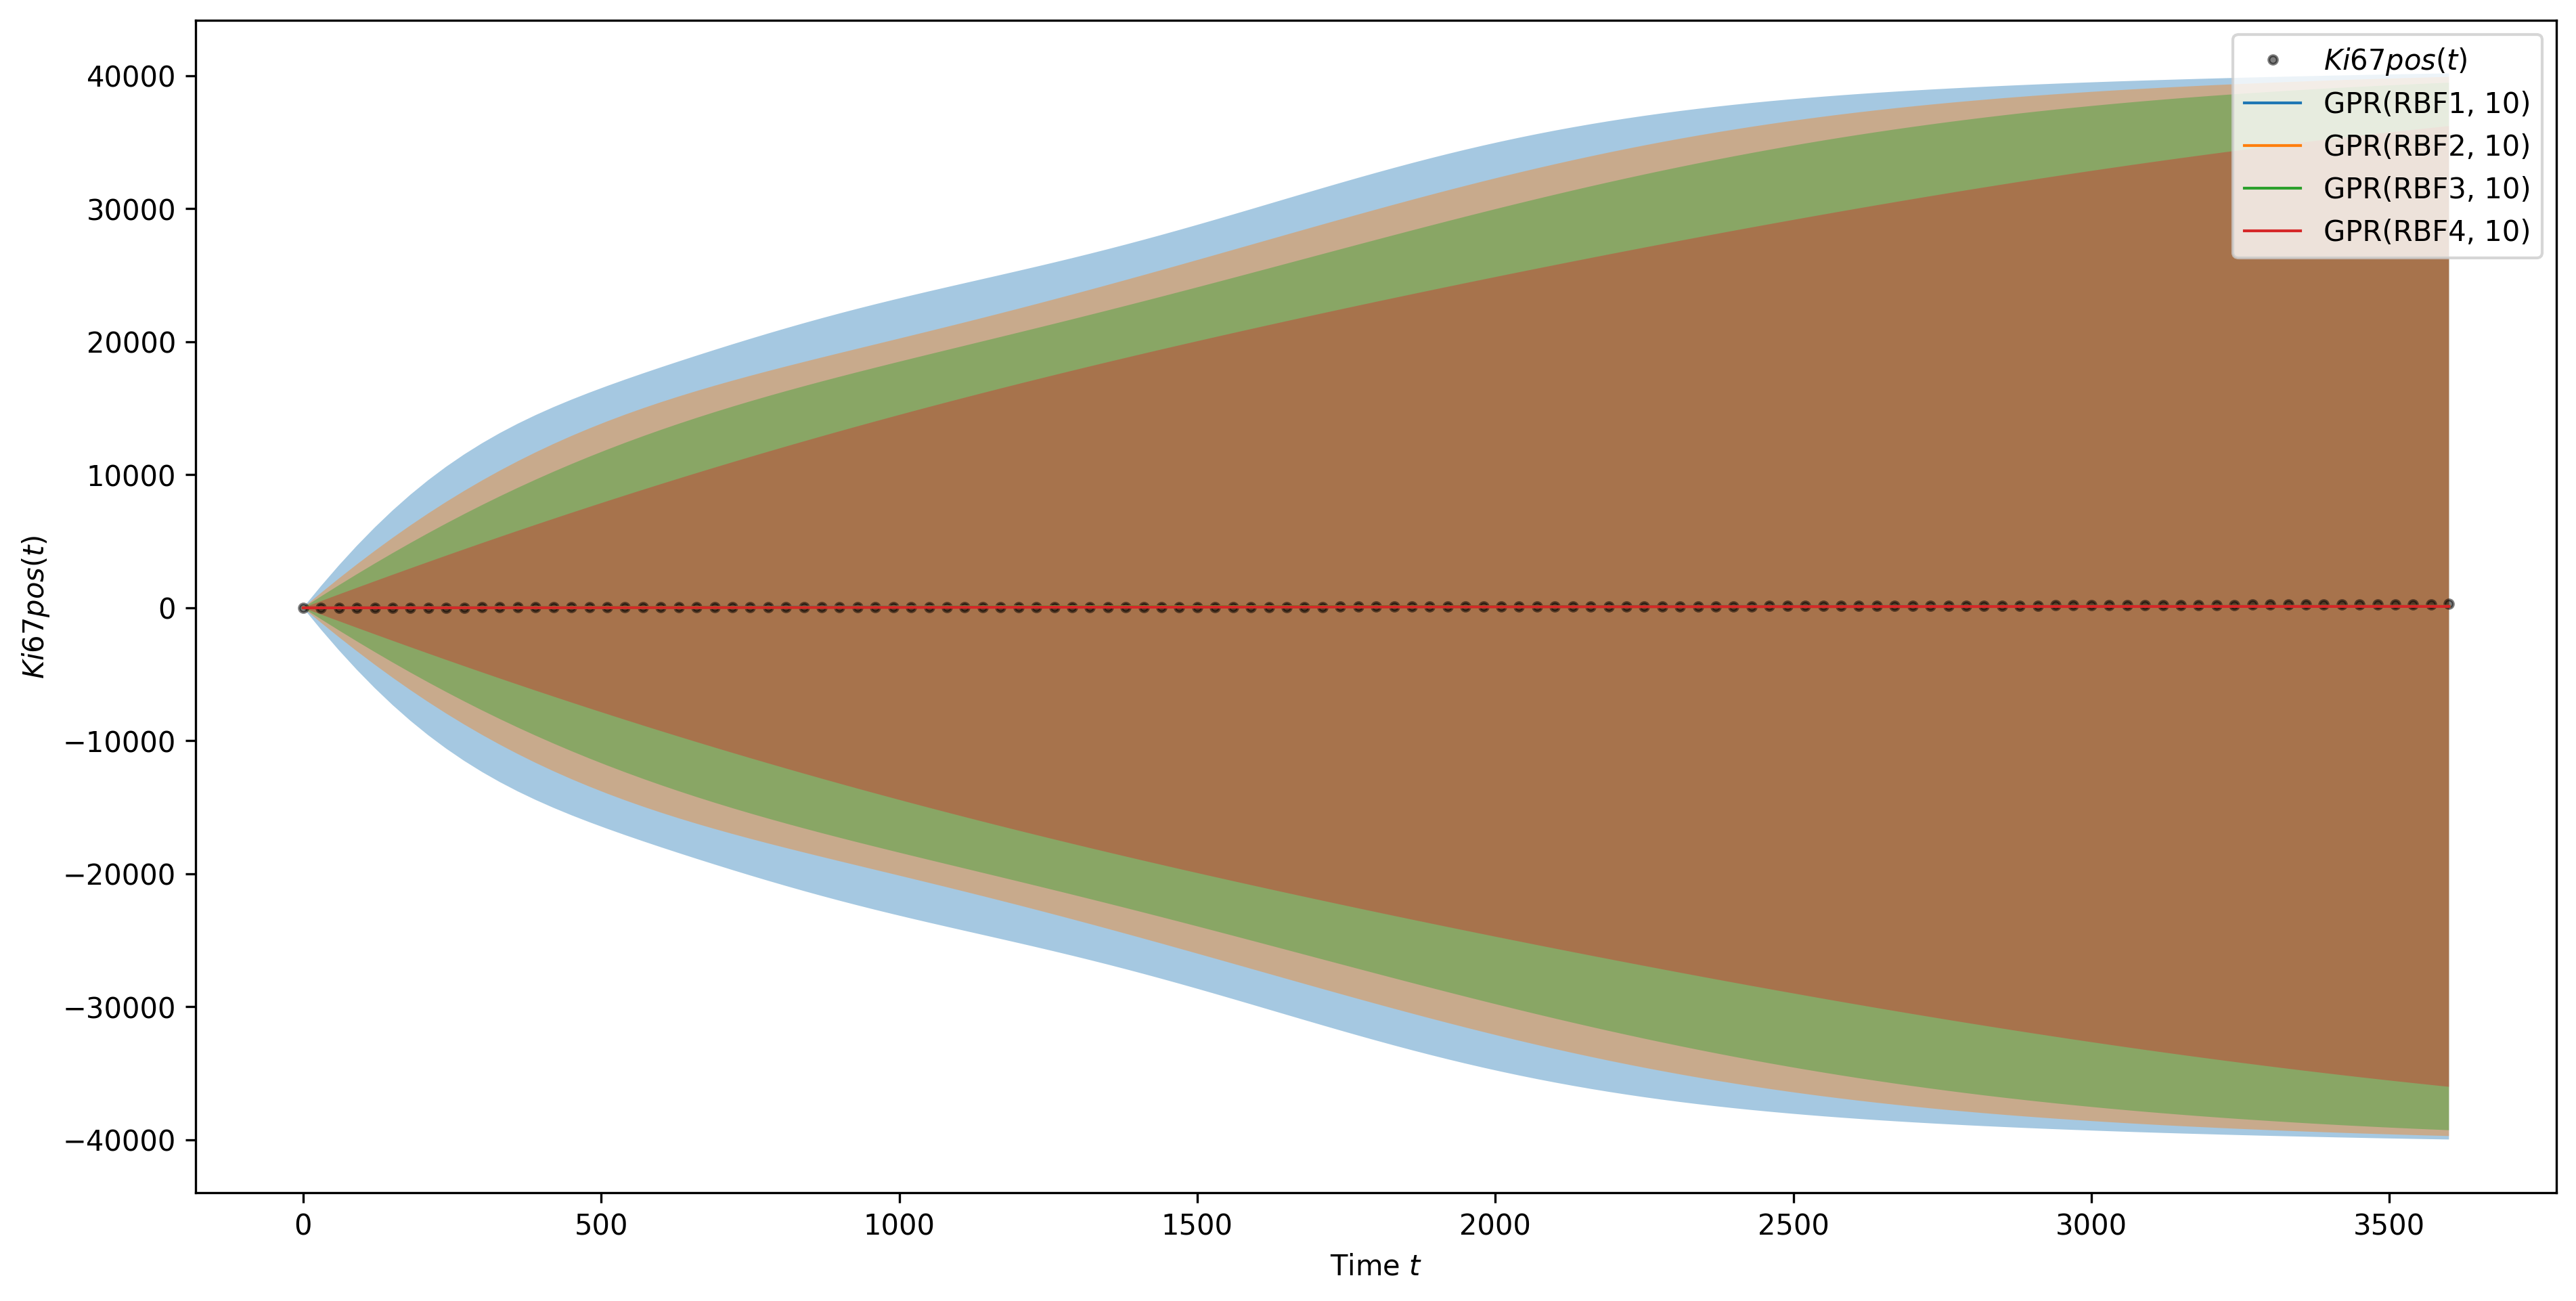 Ki67pos(t)
GPR(RBF1, 10)
GPR(RBF2, 10)
GPR(RBF3, 10)
GPR(RBF4, 10)
40000
30000
20000
10000
0
−10000
−20000
−30000
−40000
Ki67pos(t)
0 500 1000 1500 2000 2500 3000 3500
Time t